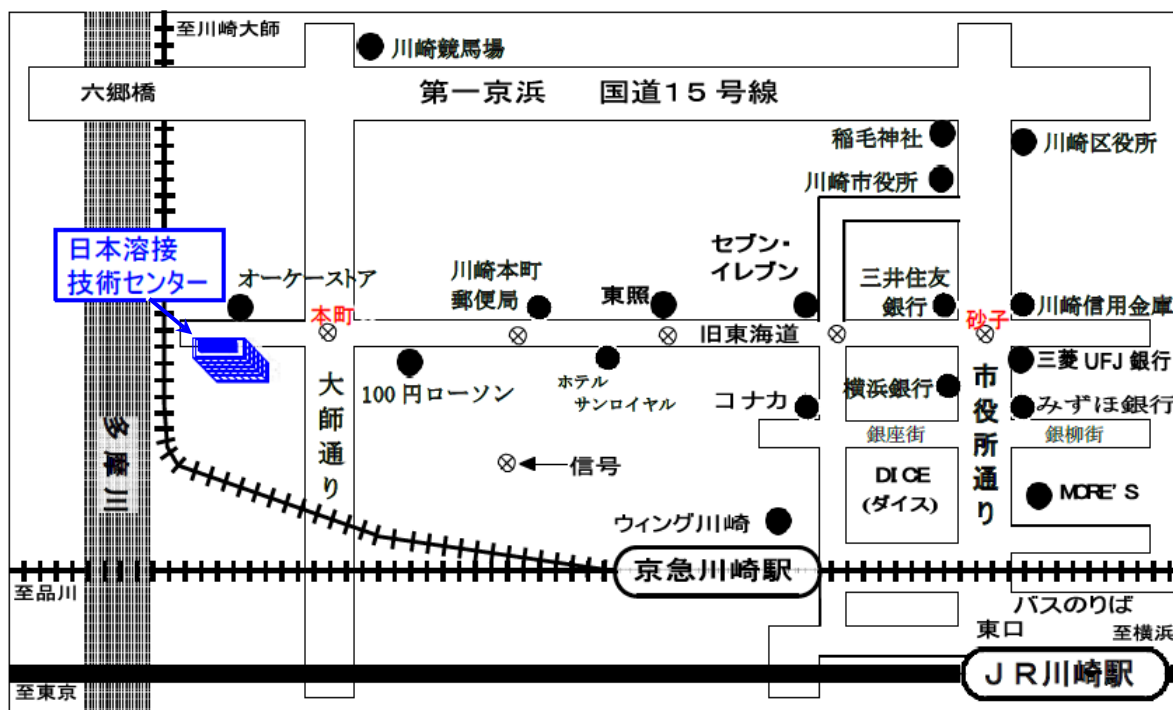 至川崎大師
川崎競馬場
六郷橋
第一京浜 国道15号線
稲毛神社
川崎区役所
川崎市役所
日本溶接
技術センター
オーケーストア
川崎本町
郵便局
東照
セブン・
イレブン
三井住友
銀行
川崎信用金庫
本町
旧東海道
砂子
三菱UFJ銀行
100円ローソン
ホテル
サンロイヤル
コナカ
横浜銀行
みずほ銀行
大師通り
市役所通り
銀座街
銀柳街
多摩川
信号
DICE
(ダイス)
MORE'S
ウィング川崎
京急川崎駅
至品川
バスのりば
東口
至横浜
JR川崎駅
至東京